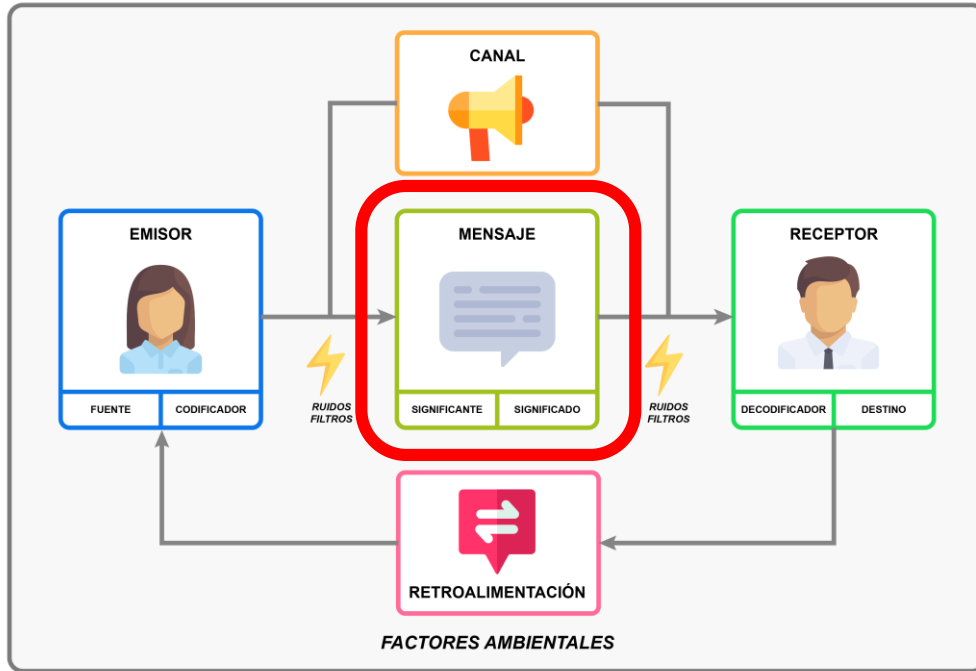 CANAL
EMISOR
FUENTE
CODIFICADOR
RUIDOS
FILTROS
MENSAJE
SIGNIFICANTE
SIGNIFICADO
RUIDOS
FILTROS
RECEPTOR
DECODIFICADOR
DESTINO
RETROALIMENTACIÓN
FACTORES AMBIENTALES